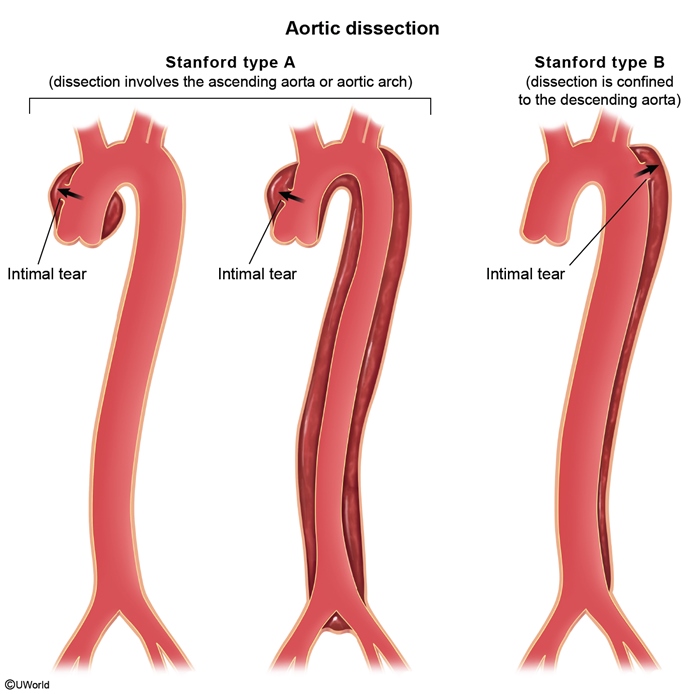 Aortic dissection
Stanford type A
(dissection involves the ascending aorta or aortic arch)
Stanford type B
(dissection is confined
to the descending aorta)
Intimal tear
Intimal tear
Intimal tear
©UWorld